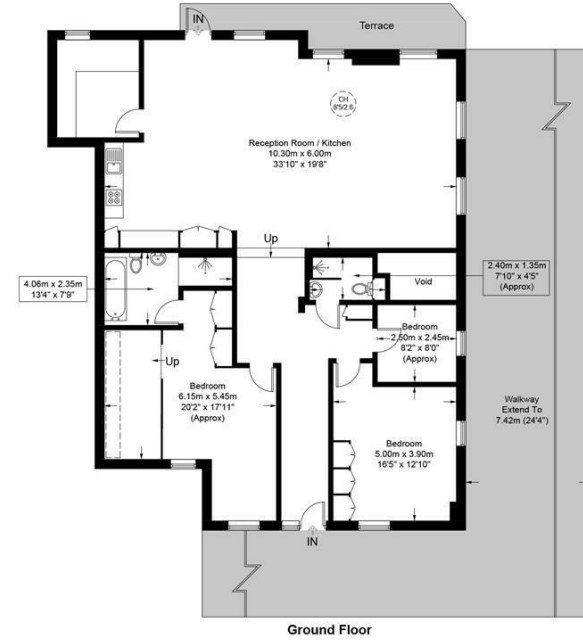 IN
Terrace
CH
8'5/2.6
Reception Room / Kitchen
10.30m x 6.00m
33'10" x 19'8"
Up
4.06m x 2.35m
13'4" x 7'9"
Void
2.40m x 1.35m
7'10" x 4'5"
(Approx)
Bedroom
2.50m x 2.45m
8'2" x 8'0"
(Approx)
Up
Bedroom
6.15m x 5.45m
20'2" x 17'11"
(Approx)
Bedroom
5.00m x 3.90m
16'5" x 12'10"
Walkway
Extend To
7.42m (24'4")
IN
Ground Floor